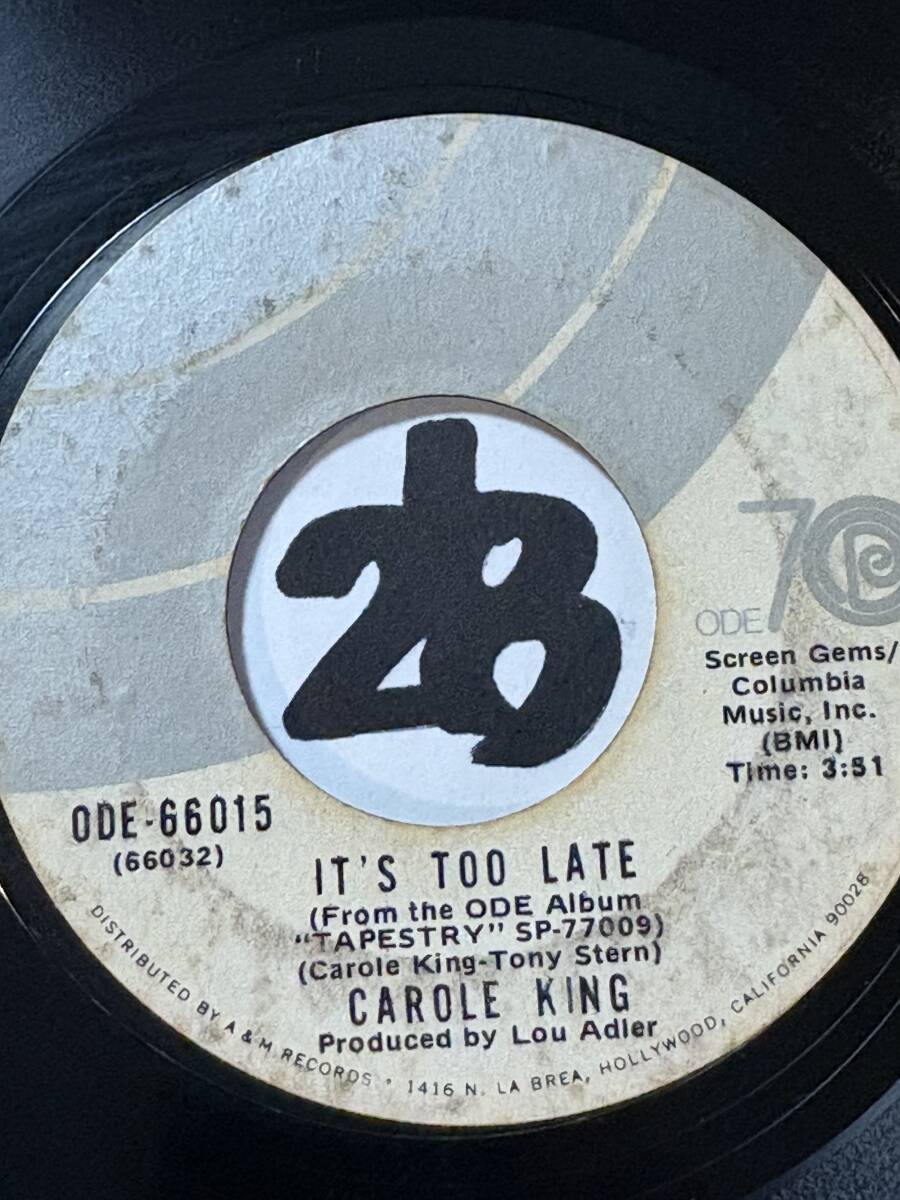 28
ODE 70
Screen Gems/
Columbia
Music, Inc.
(BMI)
Time: 3:51
ODE-66015
(66032)
IT'S TOO LATE
(From the ODE Album
"TAPESTRY" SP-77009)
(Carole King-Tony Stern)
CAROLE KING
Produced by Lou Adler
DISTRIBUTED BY A & M RECORDS • 1416 N. LA BREA, HOLLYWOOD, CALIFORNIA 90028